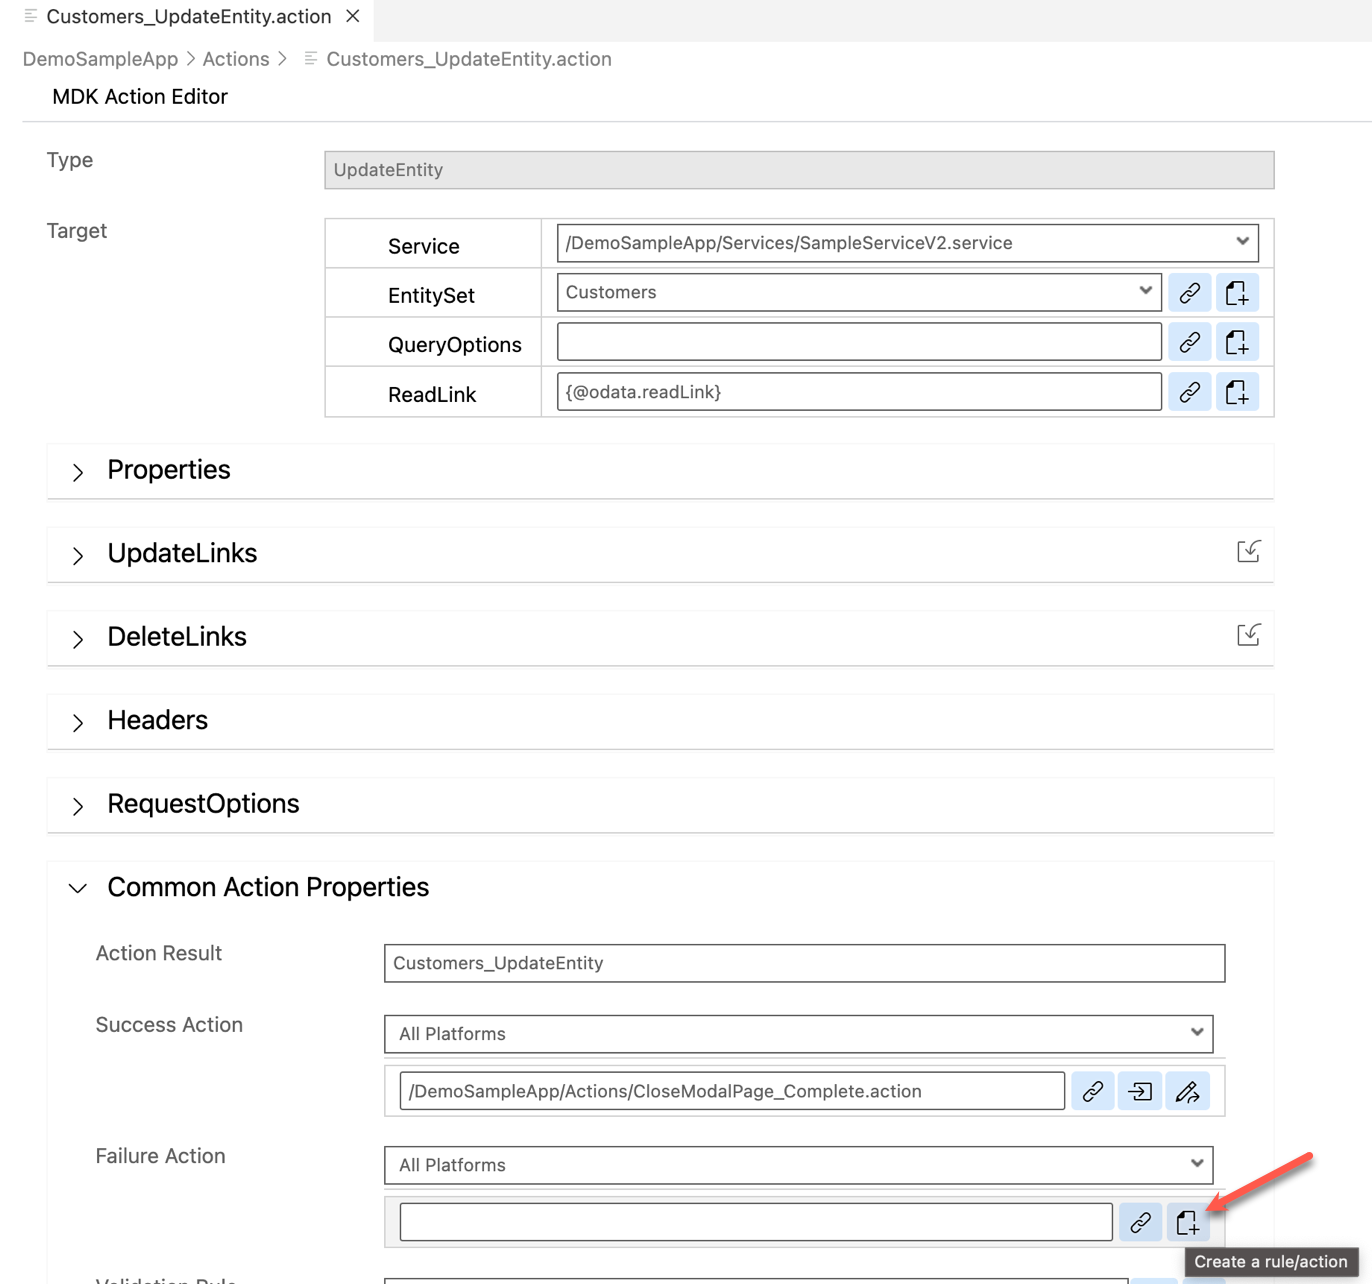 Customers_UpdateEntity.action
DemoSampleApp > Actions > Customers_UpdateEntity.action
MDK Action Editor
Type
UpdateEntity
Target
Service
/DemoSampleApp/Services/SampleServiceV2.service
EntitySet
Customers
QueryOptions
ReadLink
{@odata.readLink}
Properties
UpdateLinks
DeleteLinks
Headers
RequestOptions
Common Action Properties
Action Result
Customers_UpdateEntity
Success Action
All Platforms
/DemoSampleApp/Actions/CloseModalPage_Complete.action
Failure Action
All Platforms
Create a rule/action
Validation Rule